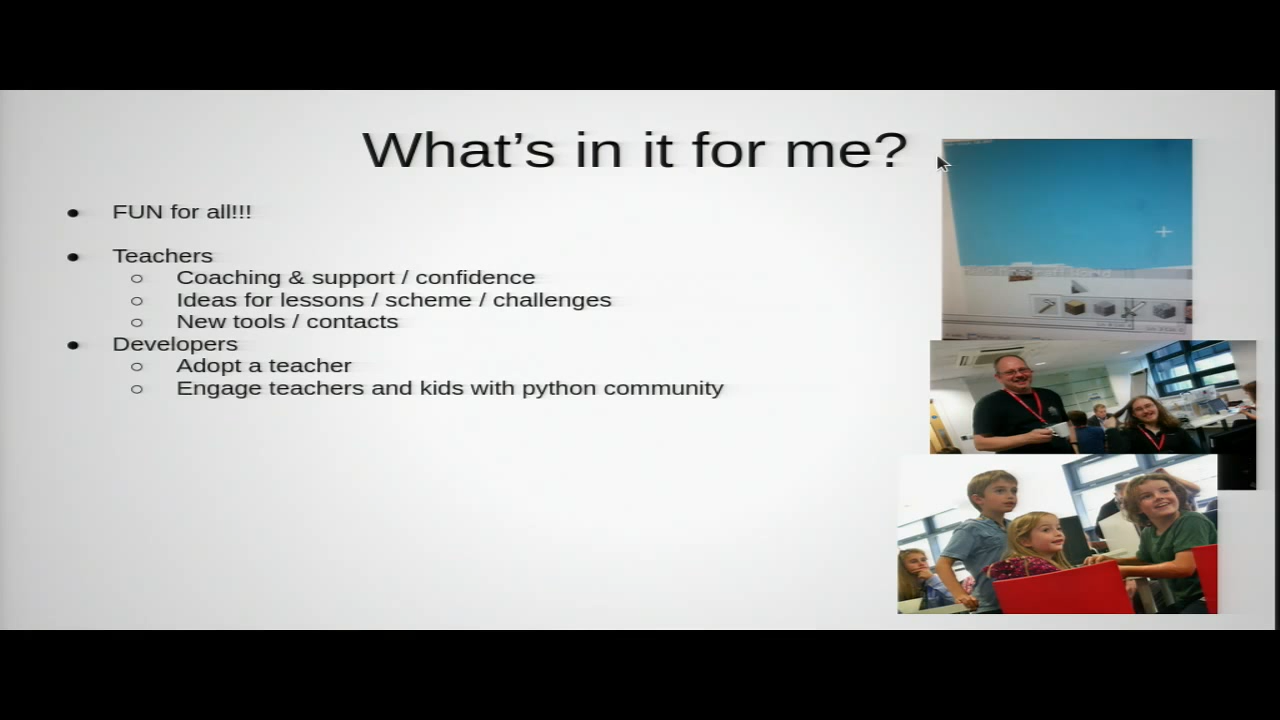 What's in it for me?
● FUN for all!!!
● Teachers
○ Coaching & support / confidence
○ Ideas for lessons / scheme / challenges
○ New tools / contacts
● Developers
○ Adopt a teacher
○ Engage teachers and kids with python community